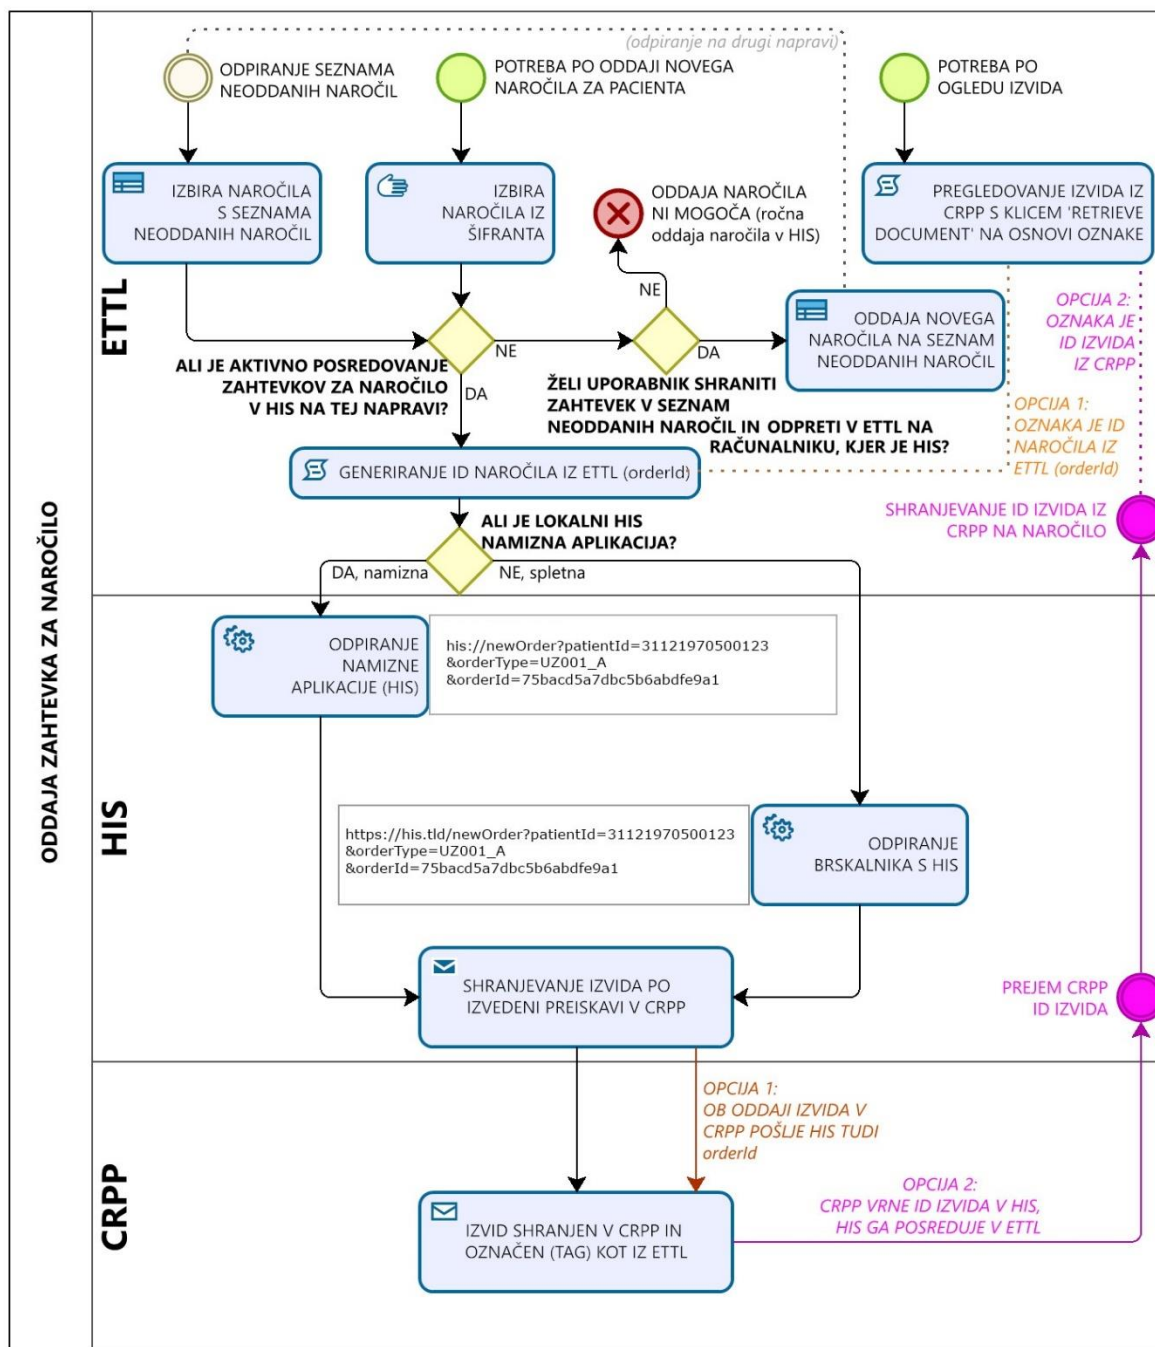 ODDAJA ZAHTEVKA ZA NAROČILO
ETTL
(odpiranje na drugi napravi)
ODPIRANJE SEZNAMA
NEODDANIH NAROČIL
POTREBA PO ODDAJI NOVEGA
NAROČILA ZA PACIENTA
POTREBA PO
OGLEDU IZVIDA
IZBIRA NAROČILA
S SEZNAMA
NEODDANIH NAROČIL
IZBIRA
NAROČILA IZ
ŠIFRANTA
ODDAJA NAROČILA
NI MOGOČA (ročna
oddaja naročila v HIS)
PREGLEDOVANJE IZVIDA IZ
CRPP S KLICEM 'RETRIEVE
DOCUMENT' NA OSNOVI OZNAKE
NE
ODDAJA NOVEGA
NAROČILA NA SEZNAM
NEODDANIH NAROČIL
OPCIJA 2:
OZNAKA JE
ID IZVIDA
IZ CRPP
NE
DA
ALI JE AKTIVNO POSREDOVANJE
ZAHTEVKOV ZA NAROČILO
V HIS NA TEJ NAPRAVI?
DA
ŽELI UPORABNIK SHRANITI
ZAHTEVEK V SEZNAM
NEODDANIH NAROČIL IN ODPRETI V ETTL NA
RAČUNALNIKU, KJER JE HIS?
OPCIJA 1:
OZNAKA JE ID
NAROČILA IZ
ETTL (orderId)
GENERIRANJE ID NAROČILA IZ ETTL (orderId)
SHRANJEVANJE ID IZVIDA IZ
CRPP NA NAROČILO
ALI JE LOKALNI HIS
NAMIZNA APLIKACIJA?
DA, namizna
NE, spletna
HIS
ODPIRANJE
NAMIZNE
APLIKACIJE (HIS)
his://newOrder?patientId=31121970500123
&orderType=UZ001_A
&orderId=75bacd5a7dbc5b6abdfe9a1
https://his.tld/newOrder?patientId=31121970500123
&orderType=UZ001_A
&orderId=75bacd5a7dbc5b6abdfe9a1
ODPIRANJE
BRSKALNIKA S HIS
SHRANJEVANJE IZVIDA PO
IZVEDENI PREISKAVI V CRPP
PREJEM CRPP
ID IZVIDA
CRPP
OPCIJA 1:
OB ODDAJI IZVIDA V
CRPP POŠLJE HIS TUDI
orderId
IZVID SHRANJEN V CRPP IN
OZNAČEN (TAG) KOT IZ ETTL
OPCIJA 2:
CRPP VRNE ID IZVIDA V HIS,
HIS GA POSREDUJE V ETTL